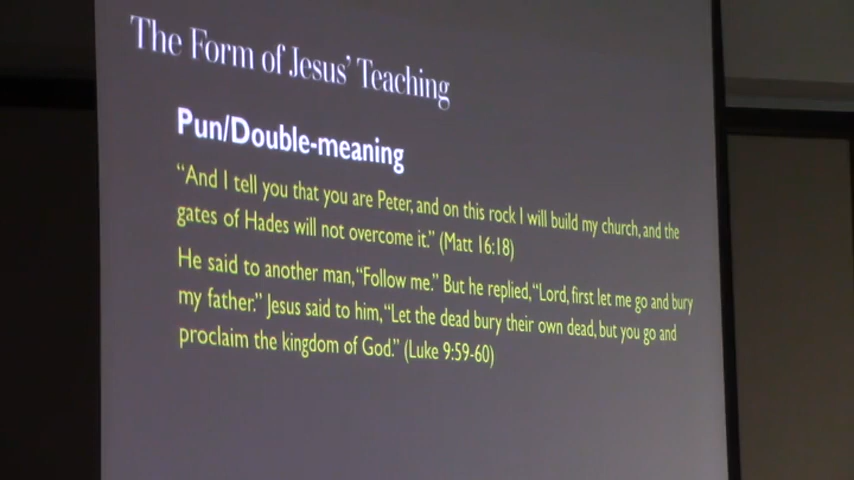 The Form of Jesus' Teaching
Pun/Double-meaning
“And I tell you that you are Peter, and on this rock I will build my church, and the
gates of Hades will not overcome it.” (Matt 16:18)
He said to another man, “Follow me.” But he replied, “Lord, first let me go and bury
my father.” Jesus said to him, “Let the dead bury their own dead, but you go and
proclaim the kingdom of God.” (Luke 9:59-60)